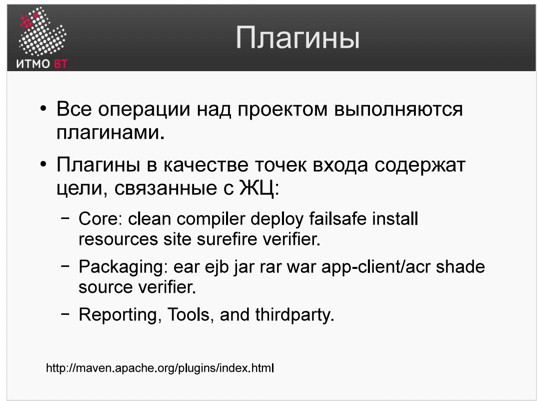 ИТМО ВТ
Плагины
• Все операции над проектом выполняются
плагинами.
• Плагины в качестве точек входа содержат
цели, связанные с ЖЦ:
− Core: clean compiler deploy failsafe install
resources site surefire verifier.
− Packaging: ear ejb jar rar war app-client/acr shade
source verifier.
− Reporting, Tools, and thirdparty.
http://maven.apache.org/plugins/index.html